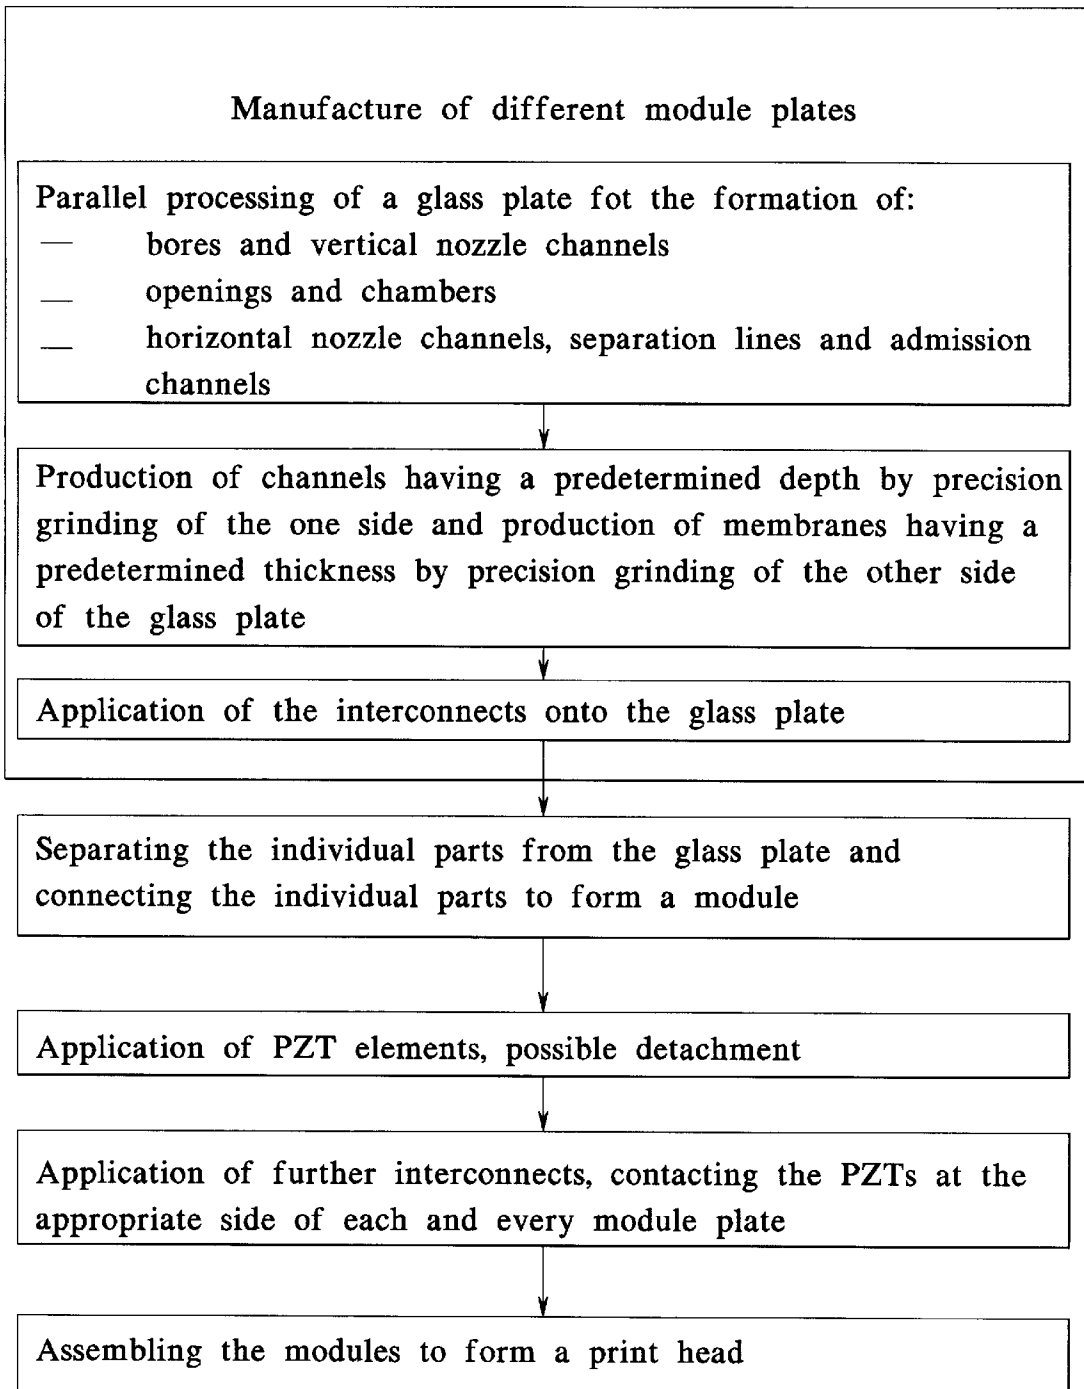 Manufacture of different module plates
Parallel processing of a glass plate fot the formation of:
— bores and vertical nozzle channels
— openings and chambers
— horizontal nozzle channels, separation lines and admission
channels
Production of channels having a predetermined depth by precision
grinding of the one side and production of membranes having a
predetermined thickness by precision grinding of the other side
of the glass plate
Application of the interconnects onto the glass plate
Separating the individual parts from the glass plate and
connecting the individual parts to form a module
Application of PZT elements, possible detachment
Application of further interconnects, contacting the PZTs at the
appropriate side of each and every module plate
Assembling the modules to form a print head